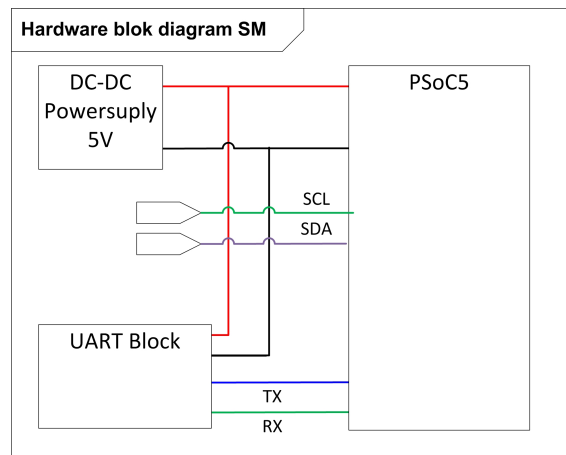 Hardware blok diagram SM
DC-DC
Powersuply
5V
PSoC5
SCL
SDA
UART Block
TX
RX